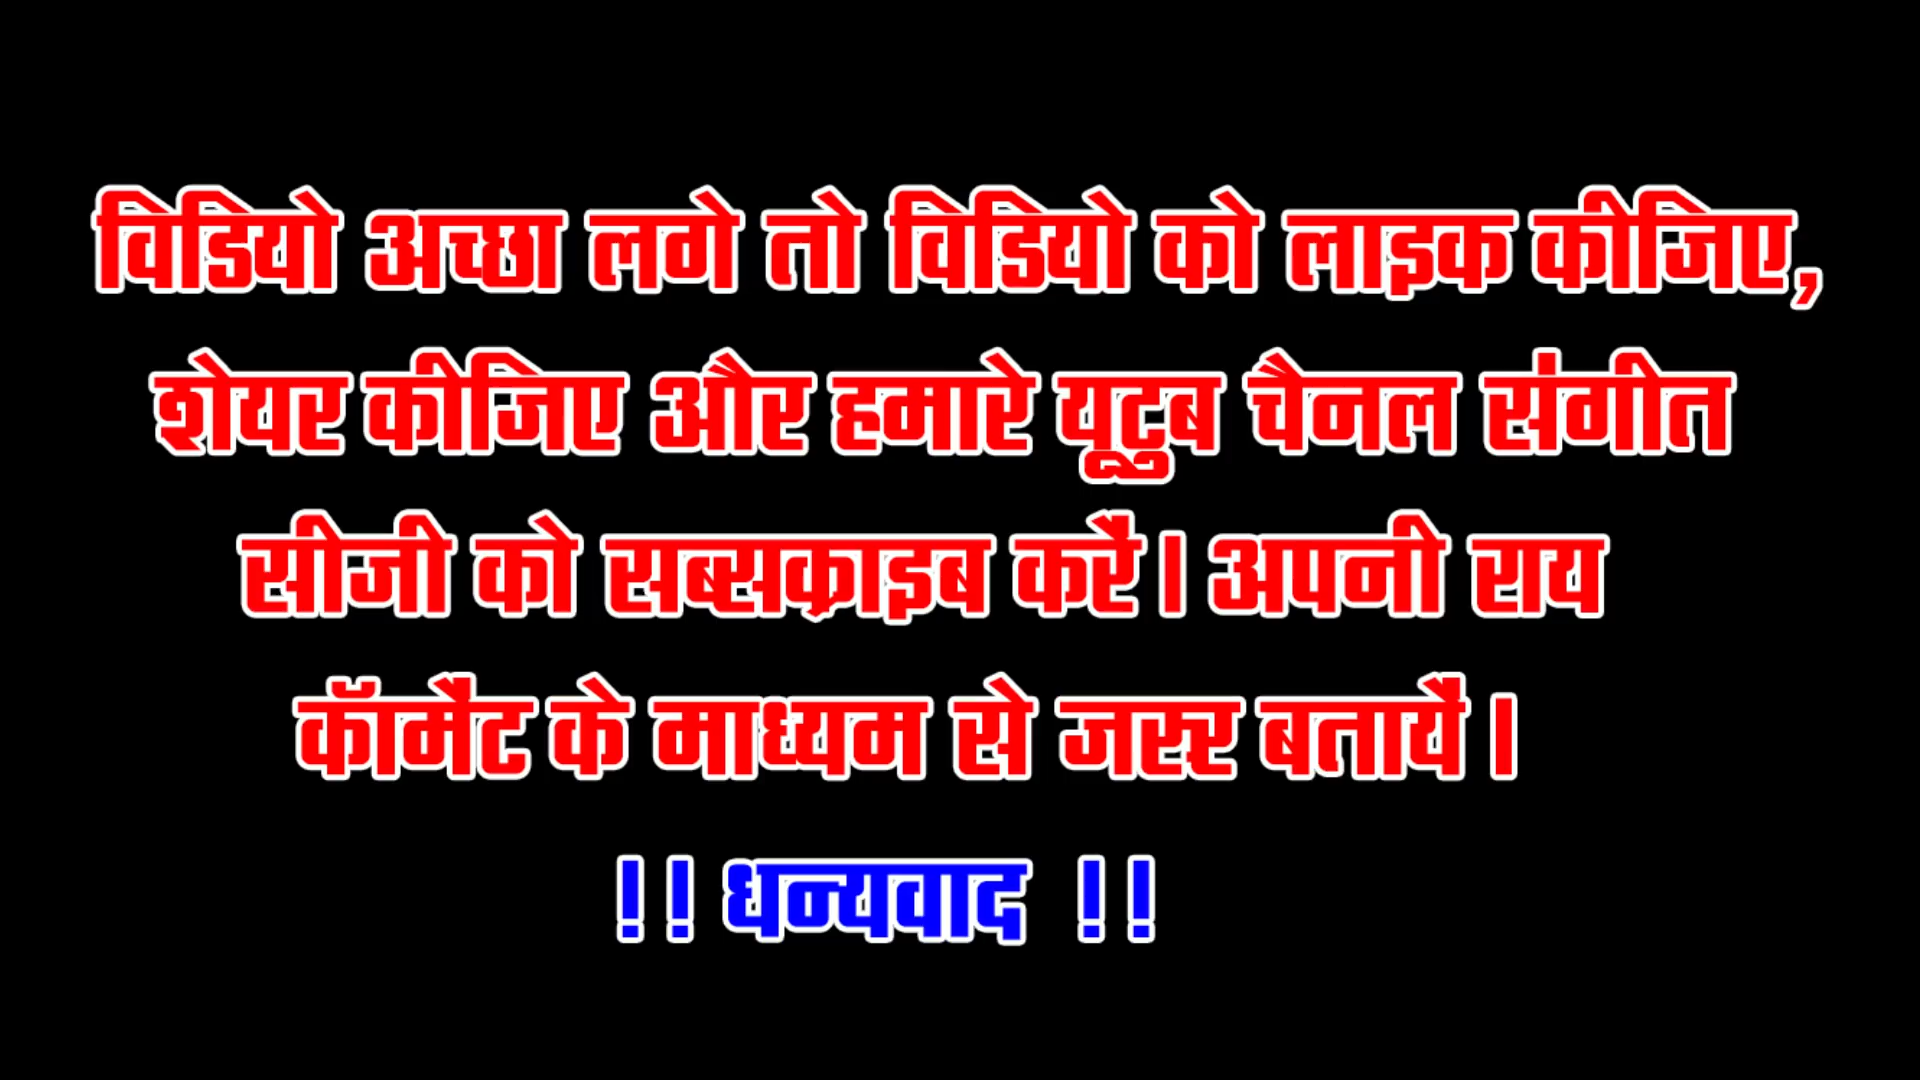 विडियो अच्छा लगे तो विडियो को लाइक कीजिए,
शेयर कीजिए और हमारे यूटुब चैनल संगीत
सीजी को सब्सक्राइब करें। अपनी राय
कॉमेंट के माध्यम से जरुर बतायें।
!! धन्यवाद !!